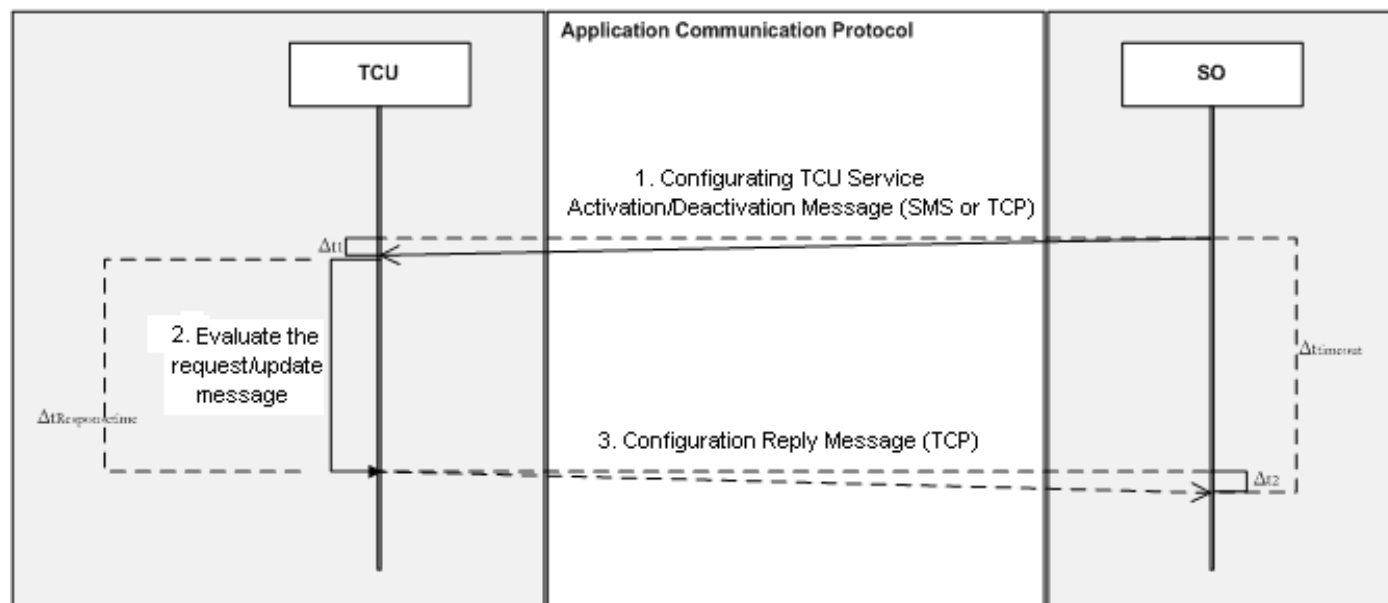 Application Communication Protocol
TCU
SO
1. Configurating TCU Service
Activation/Deactivation Message (SMS or TCP)
Δt1
2. Evaluate the
request/update
message
Δttimeout
ΔtResponsetime
3. Configuration Reply Message (TCP)
Δt2